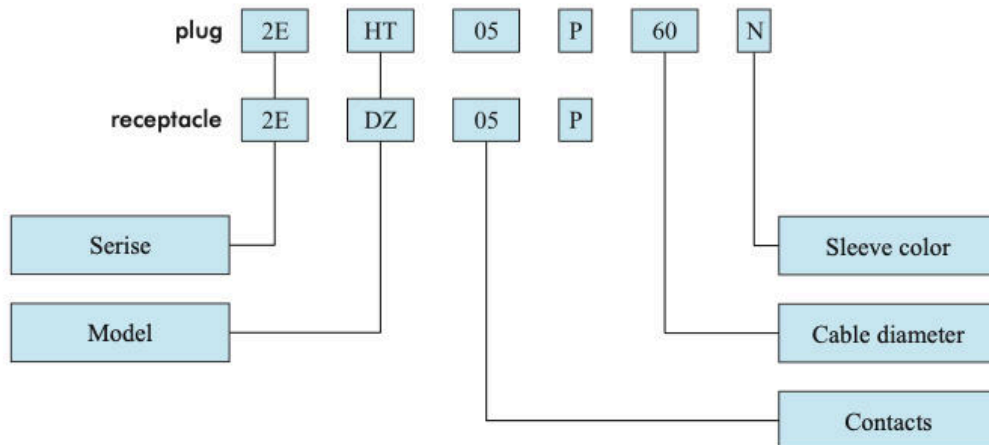 plug 2E HT 05 P 60 N
receptacle 2E DZ 05 P
Serise Sleeve color
Model Cable diameter
Contacts